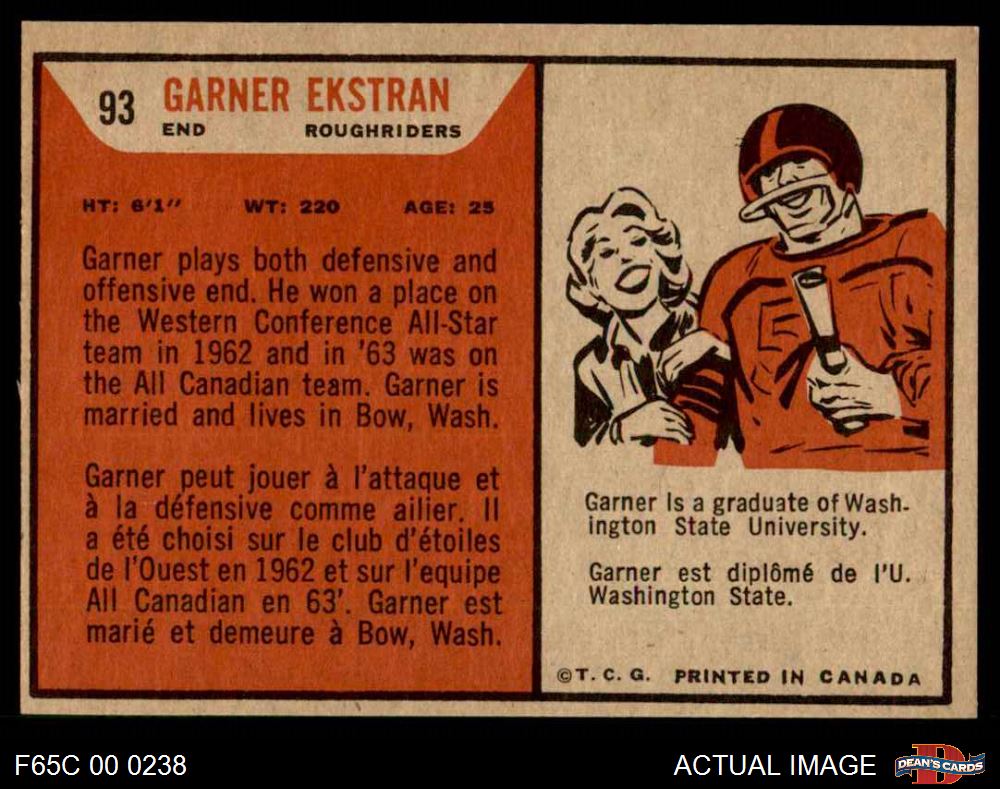 93 GARNER EKSTRAN
END ROUGHRIDERS
HT: 6'1" WT: 220 AGE: 25
Garner plays both defensive and
offensive end. He won a place on
the Western Conference All-Star
team in 1962 and in '63 was on
the All Canadian team. Garner is
married and lives in Bow, Wash.
Garner peut jouer à l'attaque et
à la défensive comme ailier. Il
a été choisi sur le club d'étoiles
de l'Ouest en 1962 et sur l'equipe
All Canadian en 63'. Garner est
marié et demeure à Bow, Wash.
Garner Is a graduate of Wash-
ington State University.
Garner est diplômé de l'U.
Washington State.
©T. C. G. PRINTED IN CANADA
F65C 00 0238
ACTUAL IMAGE
D
DEAN'S CARDS